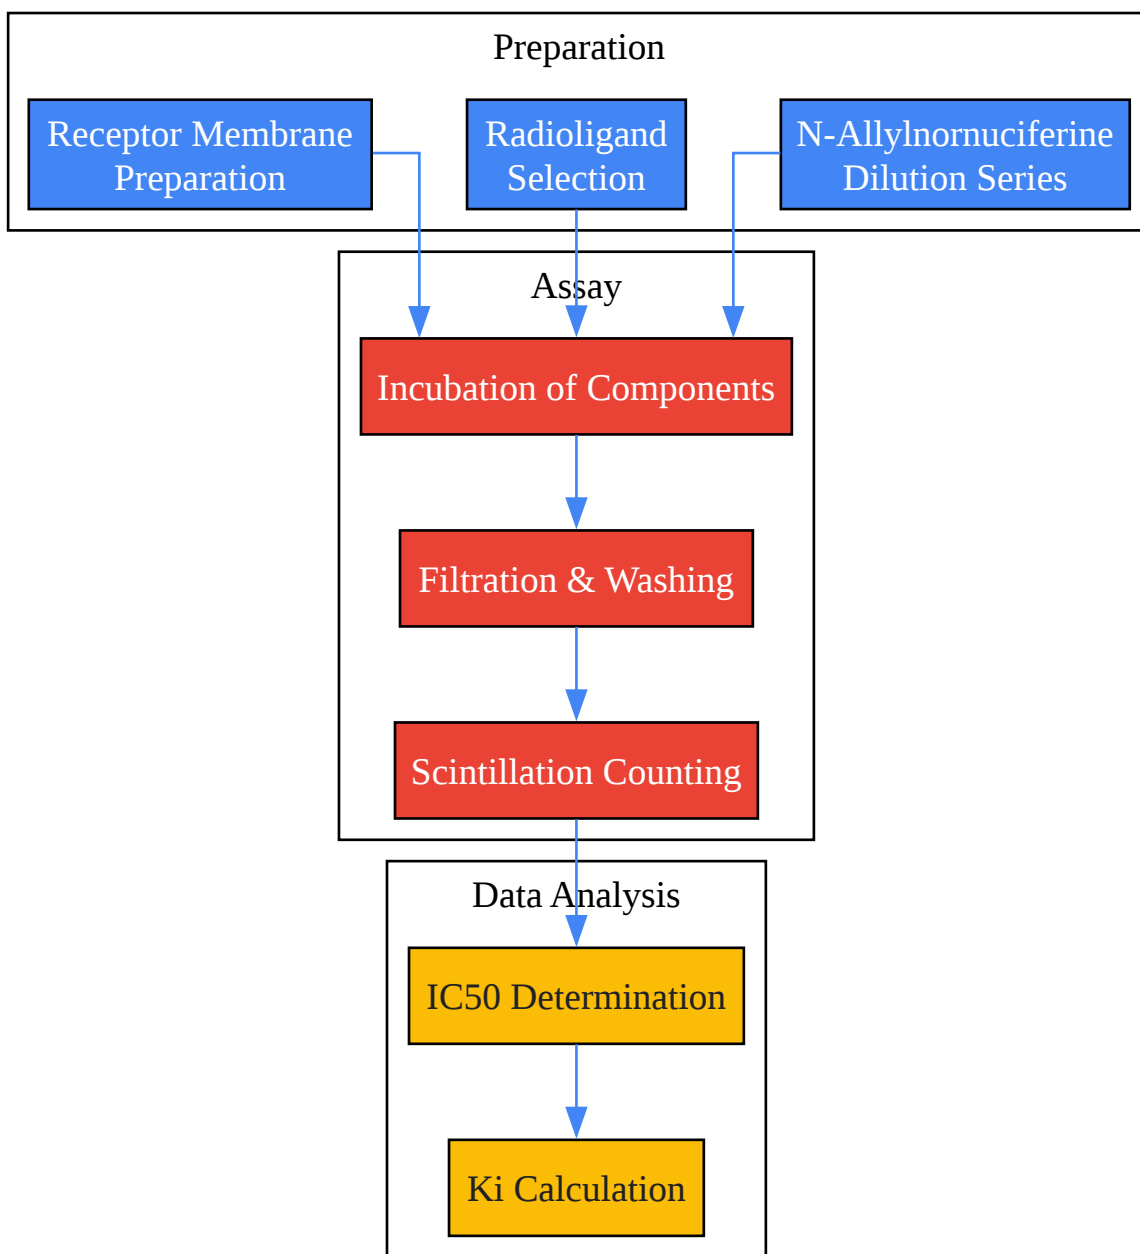 Preparation
Receptor Membrane
Preparation
Radioligand
Selection
N-Allylnornuciferine
Dilution Series
Assay
Incubation of Components
Filtration & Washing
Scintillation Counting
Data Analysis
IC50 Determination
Ki Calculation